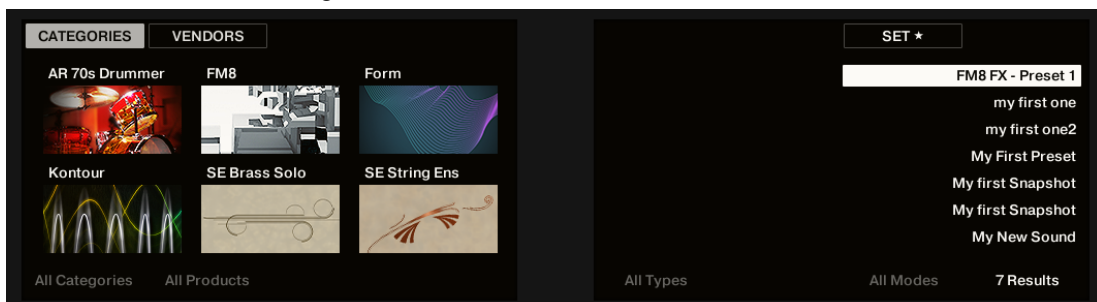 CATEGORIES VENDORS
AR 70s Drummer FM8 Form
Kontour SE Brass Solo SE String Ens
All Categories All Products
SET ★
FM8 FX - Preset 1
my first one
my first one2
My First Preset
My first Snapshot
My first Snapshot
My New Sound
All Types All Modes 7 Results